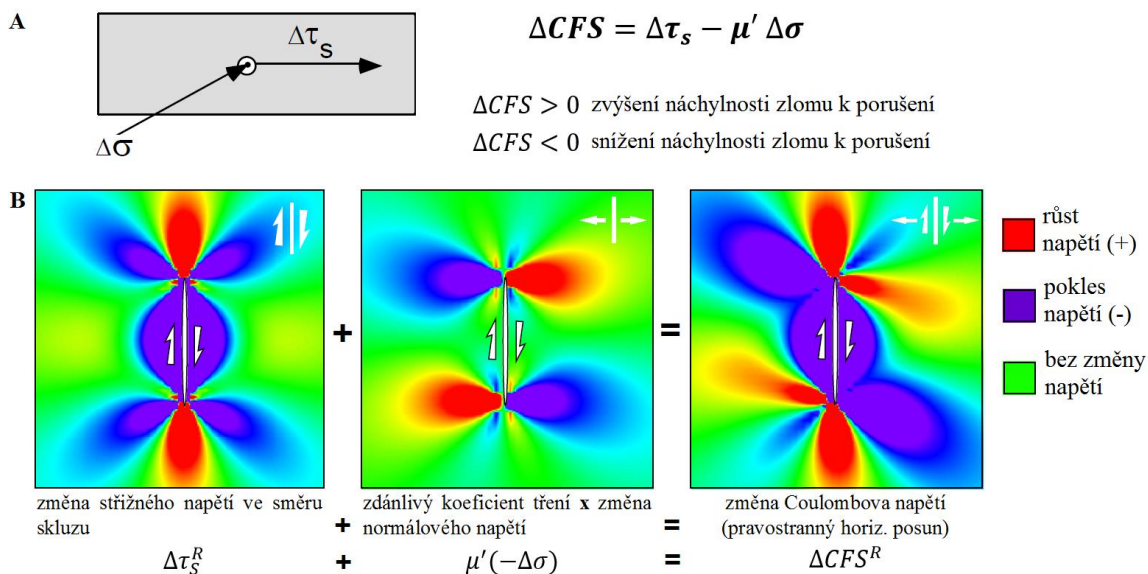 A
Δτs
Δσ
ΔCFS = Δτₛ − μ′ Δσ
ΔCFS > 0 zvýšení náchylnosti zlomu k porušení
ΔCFS < 0 snížení náchylnosti zlomu k porušení
B
+
=
růst
napětí (+)
pokles
napětí (-)
bez změny
napětí
změna střižného napětí ve směru
skluzu
+
zdánlivý koeficient tření x změna
normálového napětí
=
změna Coulombova napětí
(pravostranný horiz. posun)
Δτ_S^R + μ′(−Δσ) = ΔCFS^R